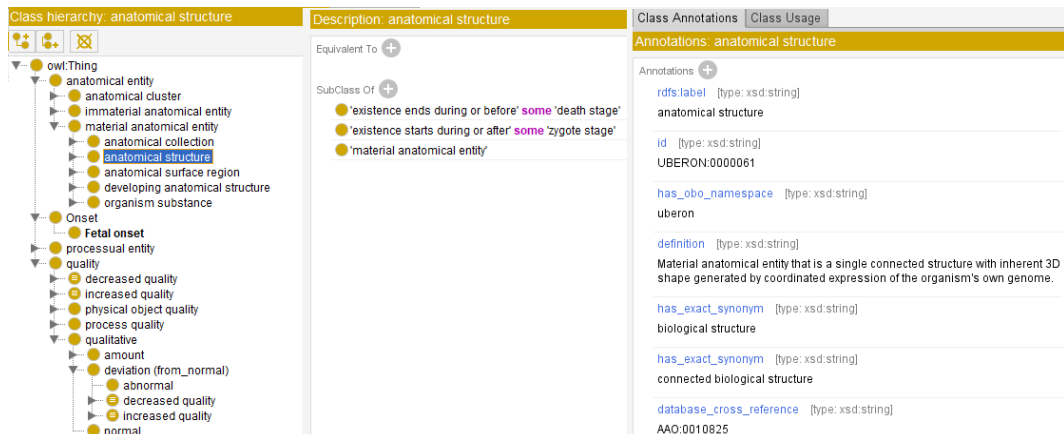 Class hierarchy: anatomical structure
owl:Thing
anatomical entity
anatomical cluster
immaterial anatomical entity
material anatomical entity
anatomical collection
anatomical structure
anatomical surface region
developing anatomical structure
organism substance
Onset
Fetal onset
processual entity
quality
decreased quality
increased quality
physical object quality
process quality
qualitative
amount
deviation (from_normal)
abnormal
decreased quality
increased quality
normal
Description: anatomical structure
Equivalent To
SubClass Of
'existence ends during or before' some 'death stage'
'existence starts during or after' some 'zygote stage'
'material anatomical entity'
Class Annotations Class Usage
Annotations: anatomical structure
Annotations
rdfs:label [type: xsd:string]
anatomical structure
id [type: xsd:string]
UBERON:0000061
has_obo_namespace [type: xsd:string]
uberon
definition [type: xsd:string]
Material anatomical entity that is a single connected structure with inherent 3D
shape generated by coordinated expression of the organism's own genome.
has_exact_synonym [type: xsd:string]
biological structure
has_exact_synonym [type: xsd:string]
connected biological structure
database_cross_reference [type: xsd:string]
AAO:0010825